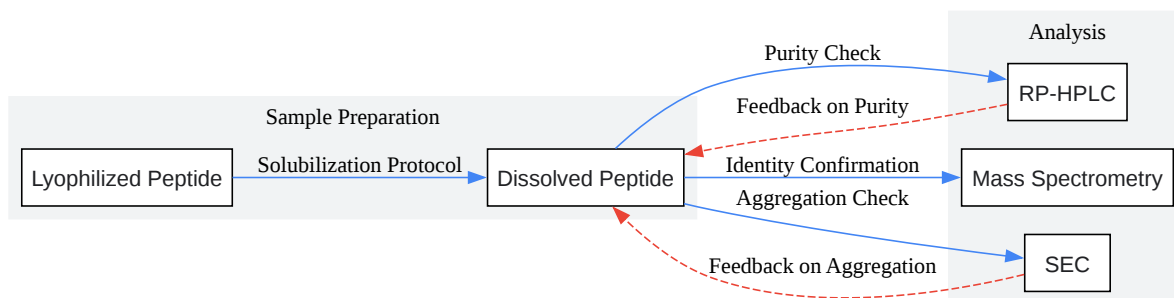 Analysis
Purity Check
RP-HPLC
Feedback on Purity
Sample Preparation
Lyophilized Peptide
Solubilization Protocol
Dissolved Peptide
Identity Confirmation
Mass Spectrometry
Aggregation Check
Feedback on Aggregation
SEC